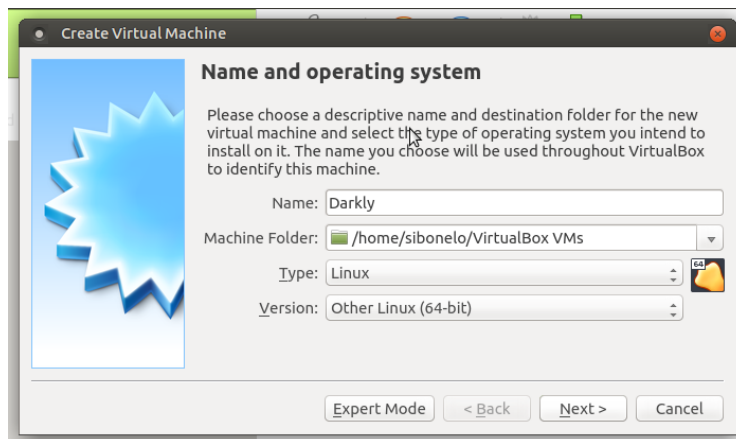 Create Virtual Machine
Name and operating system
Please choose a descriptive name and destination folder for the new
virtual machine and select the type of operating system you intend to
install on it. The name you choose will be used throughout VirtualBox
to identify this machine.
Name: Darkly
Machine Folder: /home/sibonelo/VirtualBox VMs
Type: Linux
64
Version: Other Linux (64-bit)
Expert Mode < Back Next > Cancel